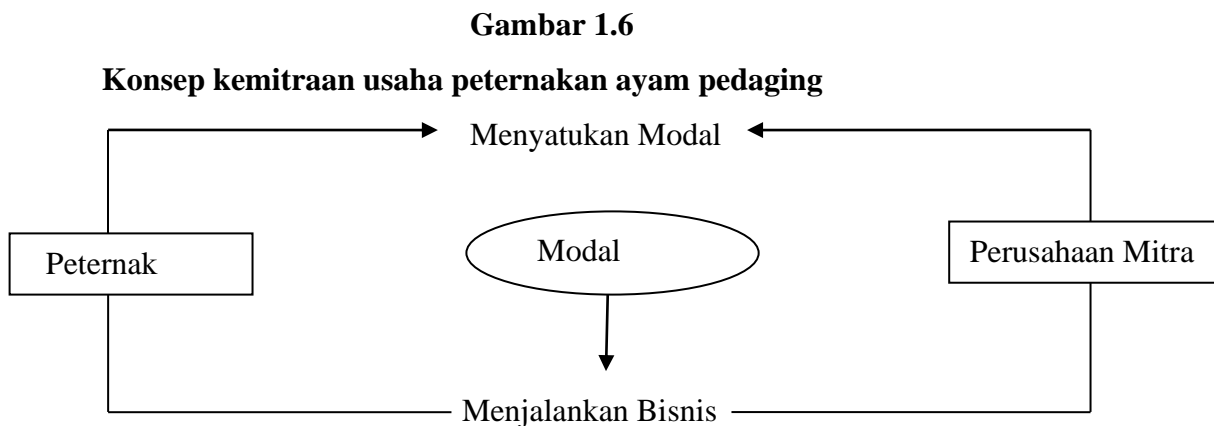 Gambar 1.6
Konsep kemitraan usaha peternakan ayam pedaging
Menyatukan Modal
Peternak
Modal
Perusahaan Mitra
Menjalankan Bisnis